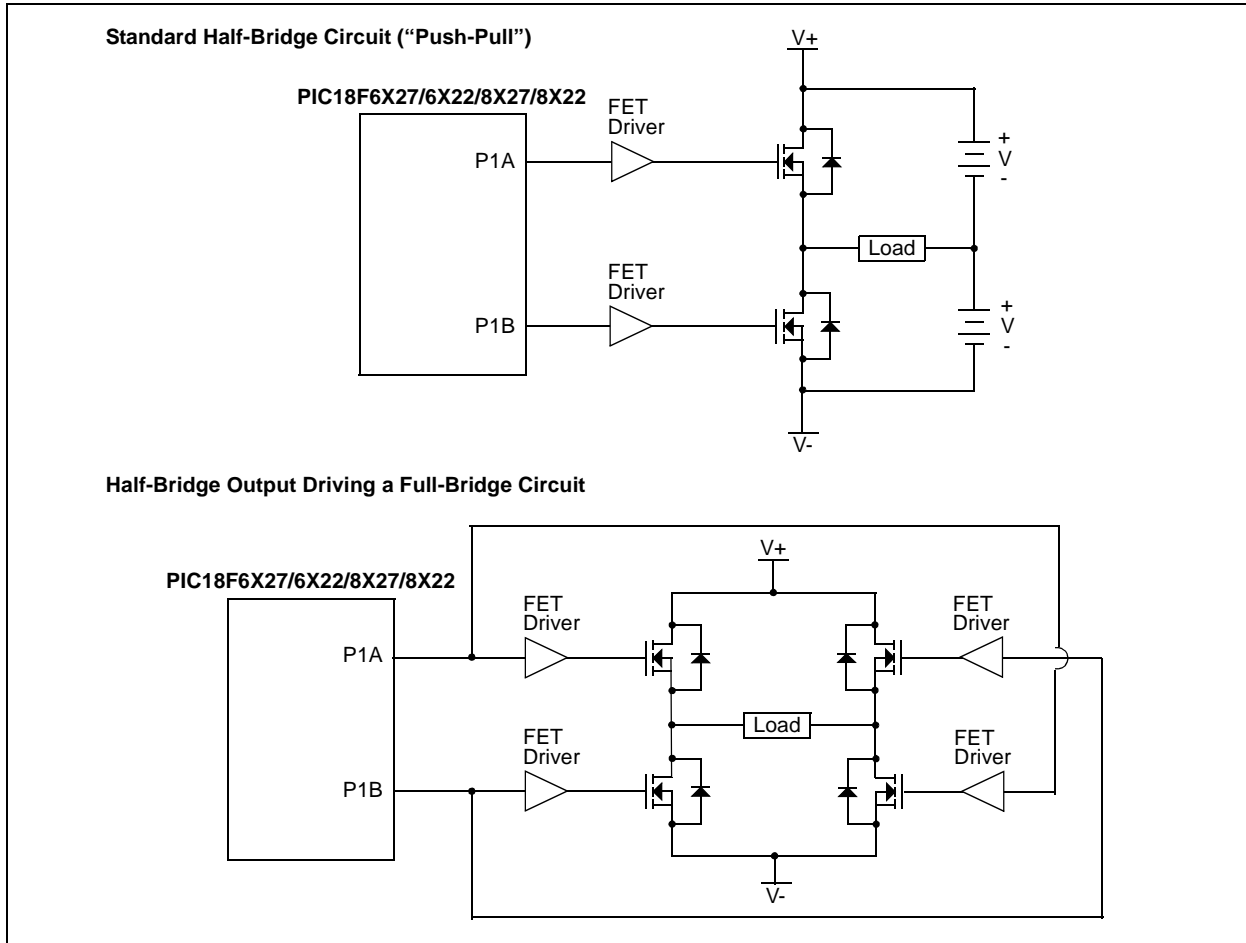 Standard Half-Bridge Circuit (“Push-Pull”)
V+
PIC18F6X27/6X22/8X27/8X22
FET
Driver
P1A
+
V
-
Load
FET
Driver
P1B
+
V
-
V-
Half-Bridge Output Driving a Full-Bridge Circuit
V+
PIC18F6X27/6X22/8X27/8X22
FET
Driver
FET
Driver
P1A
Load
FET
Driver
FET
Driver
P1B
V-